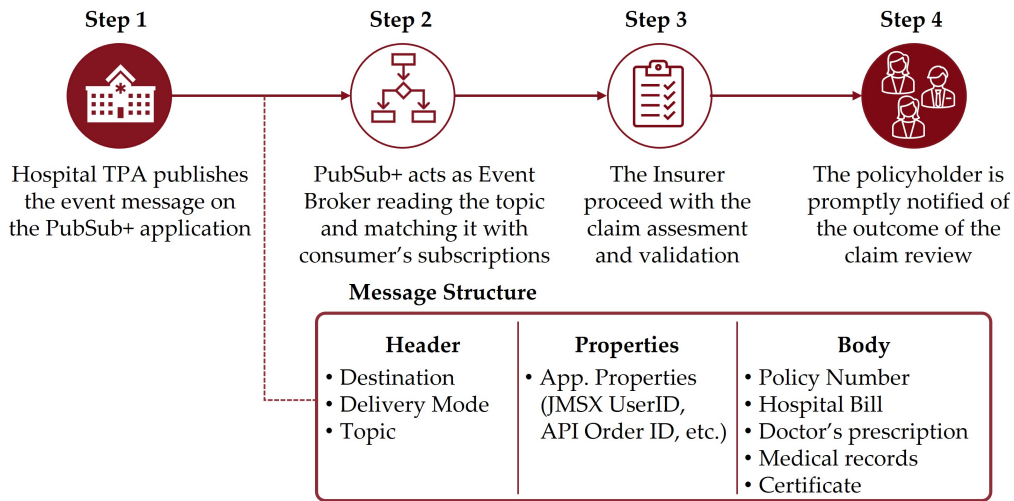 Step 1
Step 2
Step 3
Step 4
Hospital TPA publishes
the event message on
the PubSub+ application
PubSub+ acts as Event
Broker reading the topic
and matching it with
consumer's subscriptions
The Insurer
proceed with the
claim assesment
and validation
The policyholder is
promptly notified of
the outcome of the
claim review
Message Structure
Header
• Destination
• Delivery Mode
• Topic
Properties
• App. Properties
(JMSX UserID,
API Order ID, etc.)
Body
• Policy Number
• Hospital Bill
• Doctor's prescription
• Medical records
• Certificate